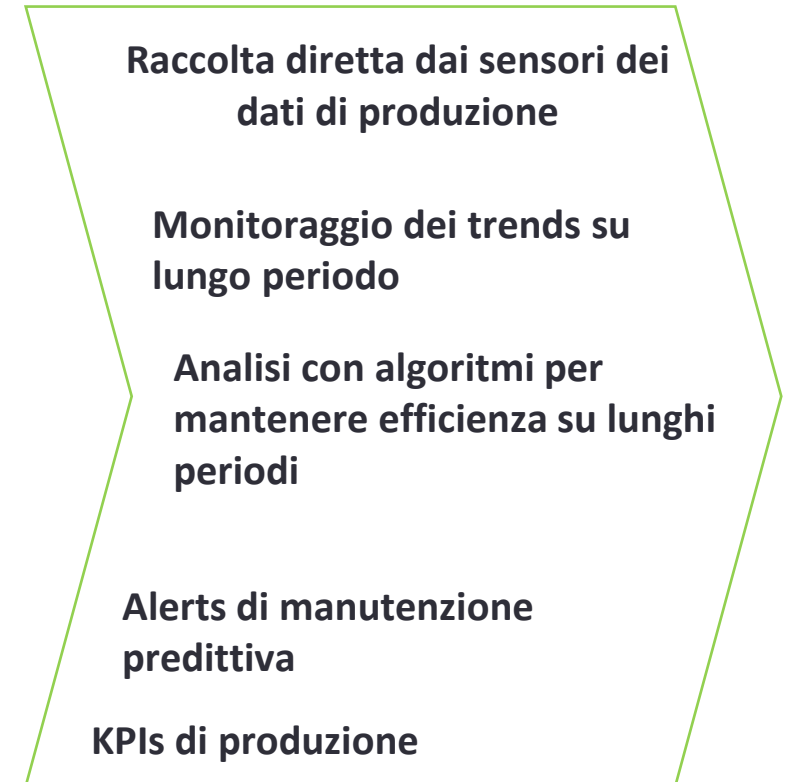 Raccolta diretta dai sensori dei
dati di produzione
Monitoraggio dei trends su
lungo periodo
Analisi con algoritmi per
mantenere efficienza su lunghi
periodi
Alerts di manutenzione
predittiva
KPIs di produzione